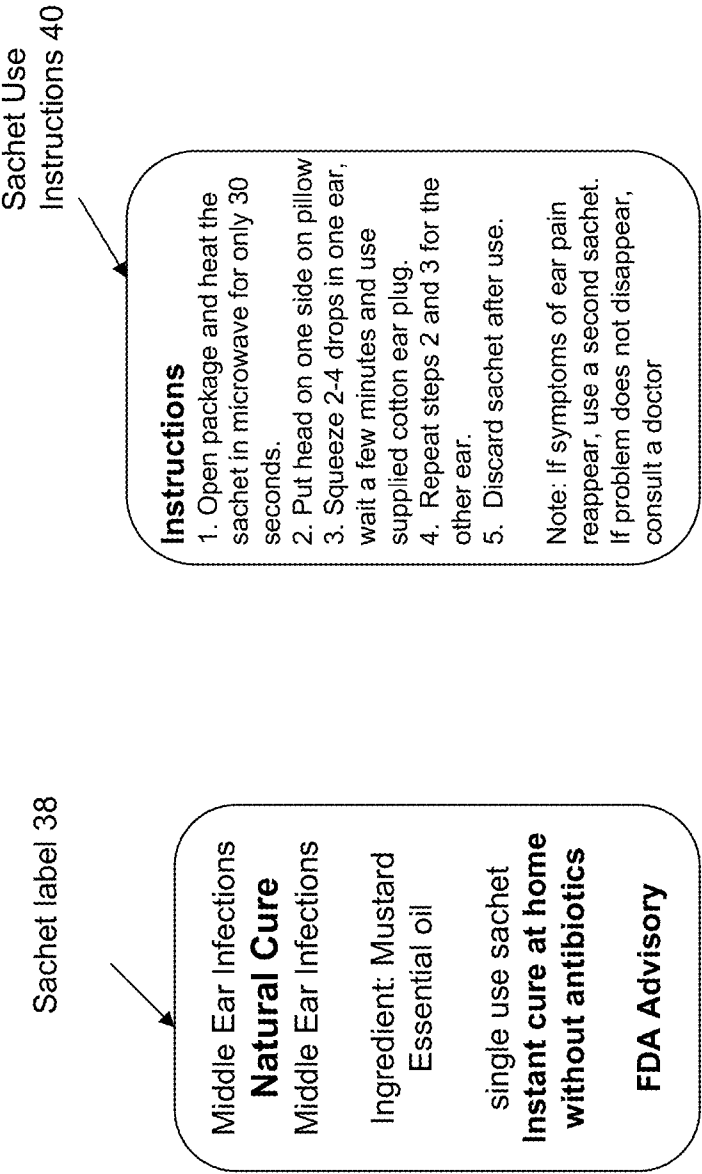 Sachet label 38
Middle Ear Infections
Natural Cure
Middle Ear Infections
Ingredient: Mustard
Essential oil
single use sachet
Instant cure at home
without antibiotics
FDA Advisory
Sachet Use
Instructions 40
Instructions
1. Open package and heat the
sachet in microwave for only 30
seconds.
2. Put head on one side on pillow
3. Squeeze 2-4 drops in one ear,
wait a few minutes and use
supplied cotton ear plug.
4. Repeat steps 2 and 3 for the
other ear.
5. Discard sachet after use.
Note: If symptoms of ear pain
reappear, use a second sachet.
If problem does not disappear,
consult a doctor